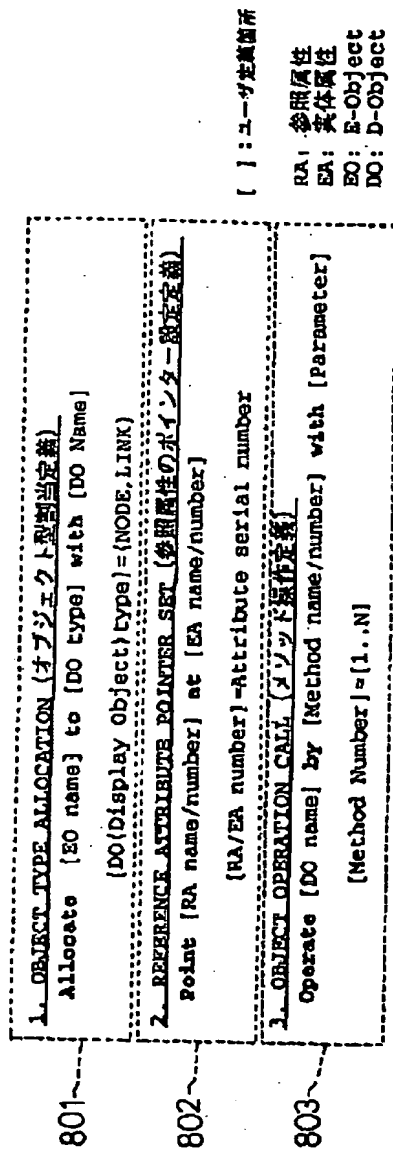 801
1. OBJECT TYPE ALLOCATION (オブジェクト型割当定義)
Allocate [EO name] to [DO type] with [DO Name]
[DO(Display Object)type]={NODE,LINK}
802
2. REFERENCE ATTRIBUTE POINTER SET (参照属性のポインター設定定義)
Point [RA name/number] at [EA name/number]
[RA/EA number]=Attribute serial number
803
3. OBJECT OPERATION CALL (メソッド操作定義)
Operate [DO name] by [Method name/number] with [Parameter]
[Method Number]=[1..N]
[ ]:ユーザ定義箇所
RA: 参照属性
EA: 実体属性
EO: E-Object
DO: D-Object